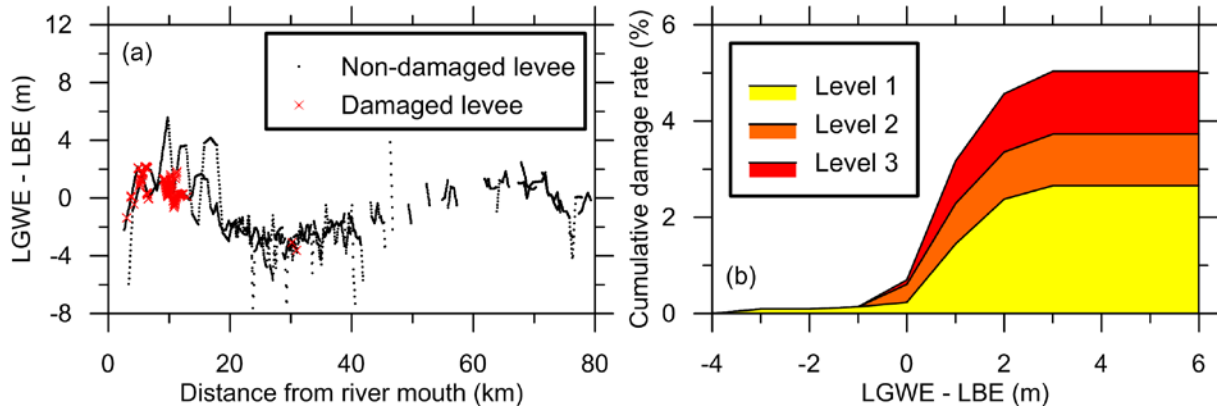 (a)
Non-damaged levee
Damaged levee
12
8
4
0
-4
-8
LGWE - LBE (m)
0
20
40
60
80
Distance from river mouth (km)
Level 1
Level 2
Level 3
(b)
6
4
2
0
Cumulative damage rate (%)
-4
-2
0
2
4
6
LGWE - LBE (m)